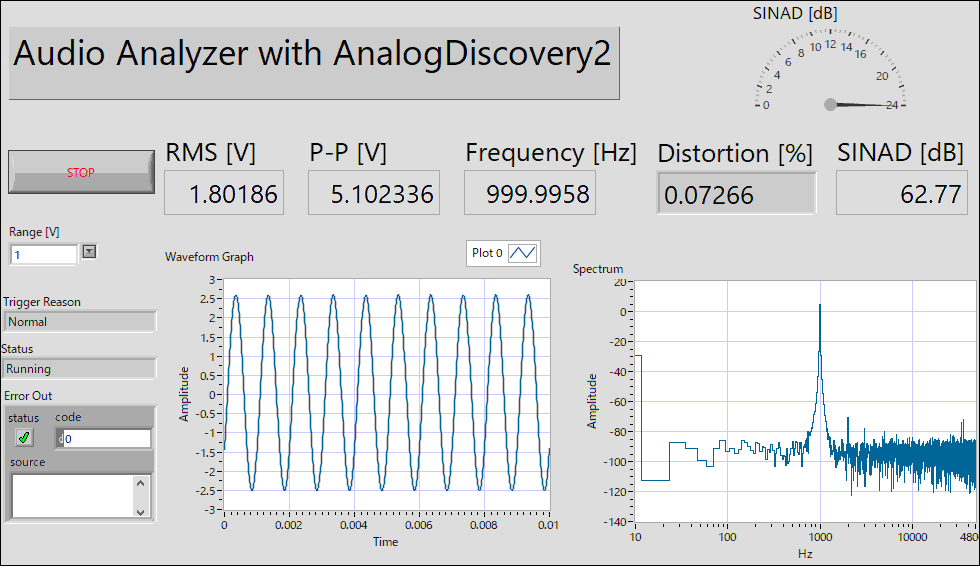 SINAD [dB]
Audio Analyzer with AnalogDiscovery2
0 2 4 6 8 10 12 14 16 20 24
STOP
RMS [V]
1.80186
P-P [V]
5.102336
Frequency [Hz]
999.9958
Distortion [%]
0.07266
SINAD [dB]
62.77
Range [V]
1
Trigger Reason
Normal
Status
Running
Error Out
status
code
0
source
Waveform Graph
Plot 0
Amplitude
3
2.5
2
1.5
1
0.5
0
-0.5
-1
-1.5
-2
-2.5
-3
0 0.002 0.004 0.006 0.008 0.01
Time
Spectrum
Amplitude
20
0
-20
-40
-60
-80
-100
-120
-140
10 100 1000 10000 480
Hz